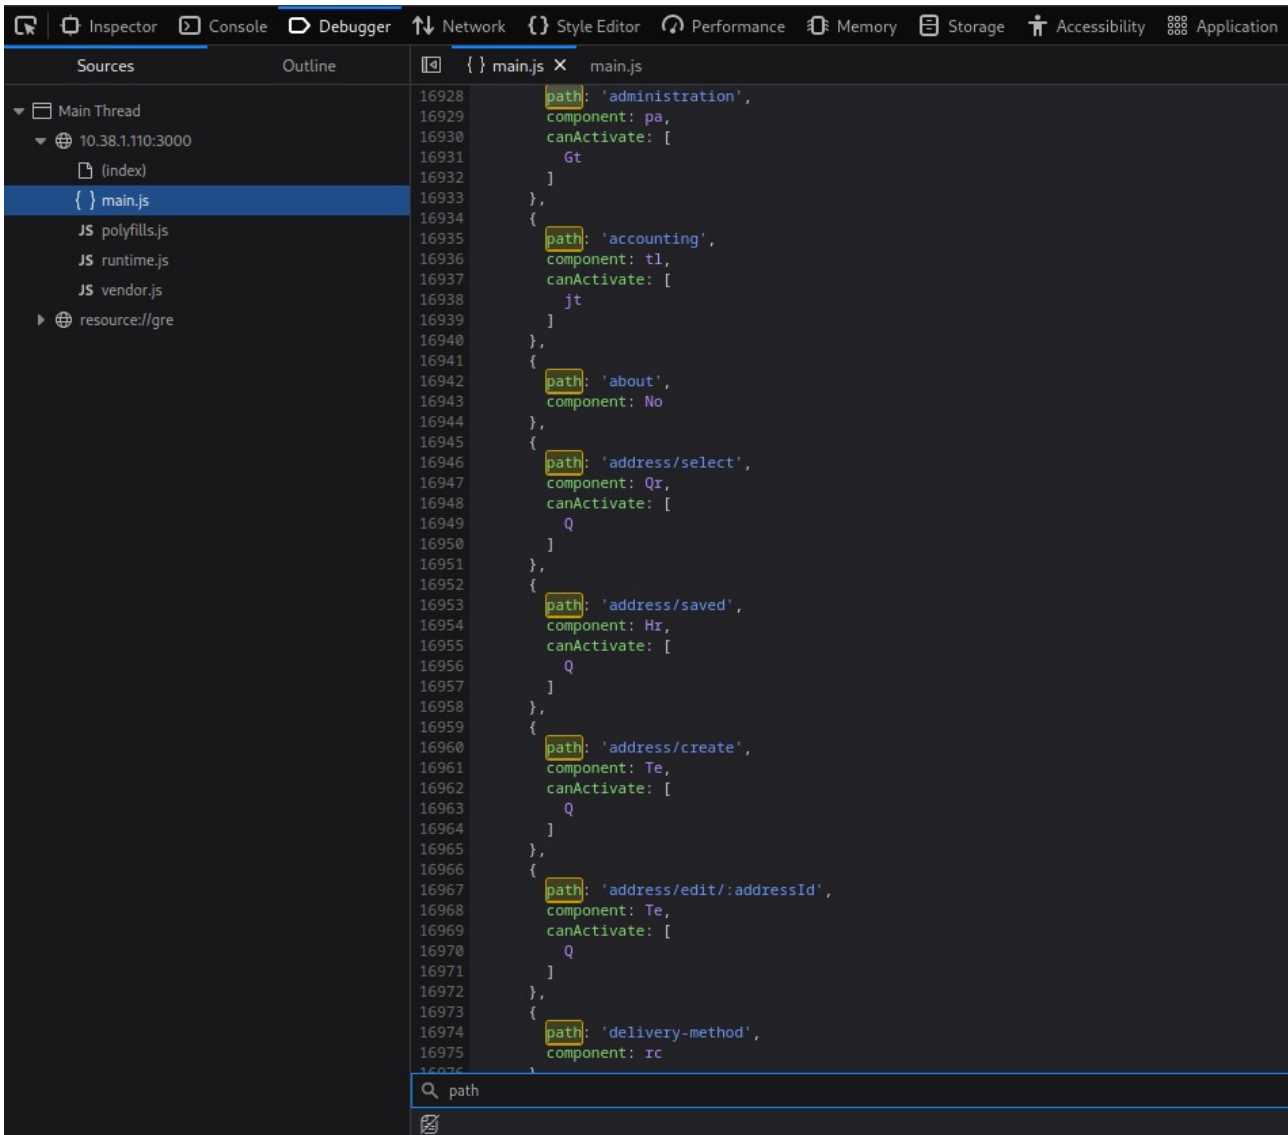 Inspector Console Debugger Network {} Style Editor Performance Memory Storage Accessibility Application
Sources Outline { } main.js × main.js
Main Thread
10.38.1.110:3000
(index)
{ } main.js
JS polyfills.js
JS runtime.js
JS vendor.js
resource://gre
16928 path: 'administration',
16929 component: pa,
16930 canActivate: [
16931 Gt
16932 ]
16933 },
16934 {
16935 path: 'accounting',
16936 component: tl,
16937 canActivate: [
16938 jt
16939 ]
16940 },
16941 {
16942 path: 'about',
16943 component: No
16944 },
16945 {
16946 path: 'address/select',
16947 component: Qr,
16948 canActivate: [
16949 Q
16950 ]
16951 },
16952 {
16953 path: 'address/saved',
16954 component: Hr,
16955 canActivate: [
16956 Q
16957 ]
16958 },
16959 {
16960 path: 'address/create',
16961 component: Te,
16962 canActivate: [
16963 Q
16964 ]
16965 },
16966 {
16967 path: 'address/edit/:addressId',
16968 component: Te,
16969 canActivate: [
16970 Q
16971 ]
16972 },
16973 {
16974 path: 'delivery-method',
16975 component: rc
16976 }
path